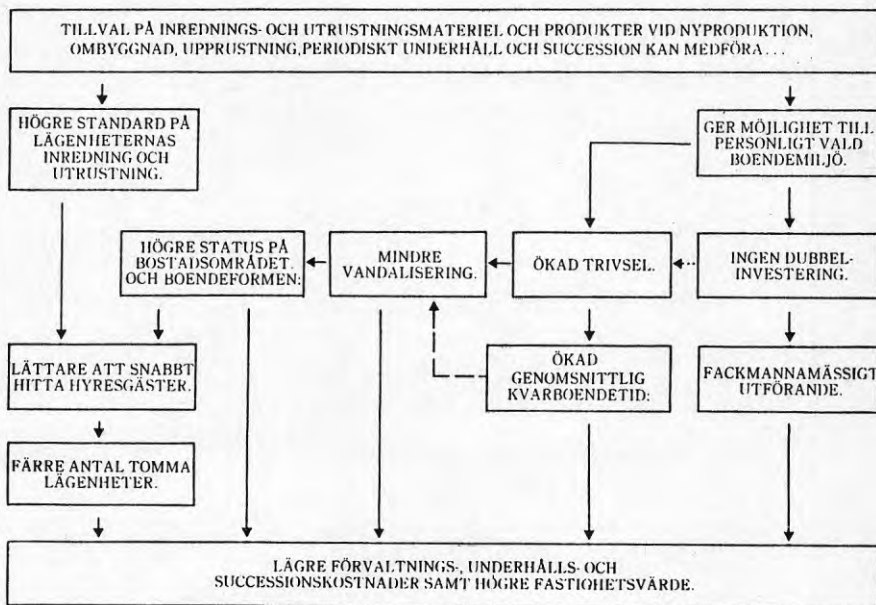 TILLVAL PÅ INREDNINGS- OCH UTRUSTNINGSMATERIEL OCH PRODUKTER VID NYPRODUKTION,
OMBYGGNAD, UPPRUSTNING, PERIODISKT UNDERHÅLL OCH SUCCESSION KAN MEDFÖRA...
HÖGRE STANDARD PÅ
LÄGENHETERNAS
INREDNING OCH
UTRUSTNING.
GER MÖJLIGHET TILL
PERSONLIGT VALD
BOENDEMILJÖ.
HÖGRE STATUS PÅ
BOSTADSOMRÅDET.
OCH BOENDEFORMEN:
MINDRE
VANDALISERING.
ÖKAD TRIVSEL.
INGEN DUBBEL-
INVESTERING.
LÄTTARE ATT SNABBT
HITTA HYRESGÄSTER.
ÖKAD
GENOMSNITTLIG
KVARBOENDETID:
FACKMANNAMÄSSIGT
UTFÖRANDE.
FÄRRE ANTAL TOMMA
LÄGENHETER.
LÄGRE FÖRVALTNINGS-, UNDERHÅLLS- OCH
SUCCESSIONSKOSTNADER SAMT HÖGRE FASTIGHETSVÄRDE.